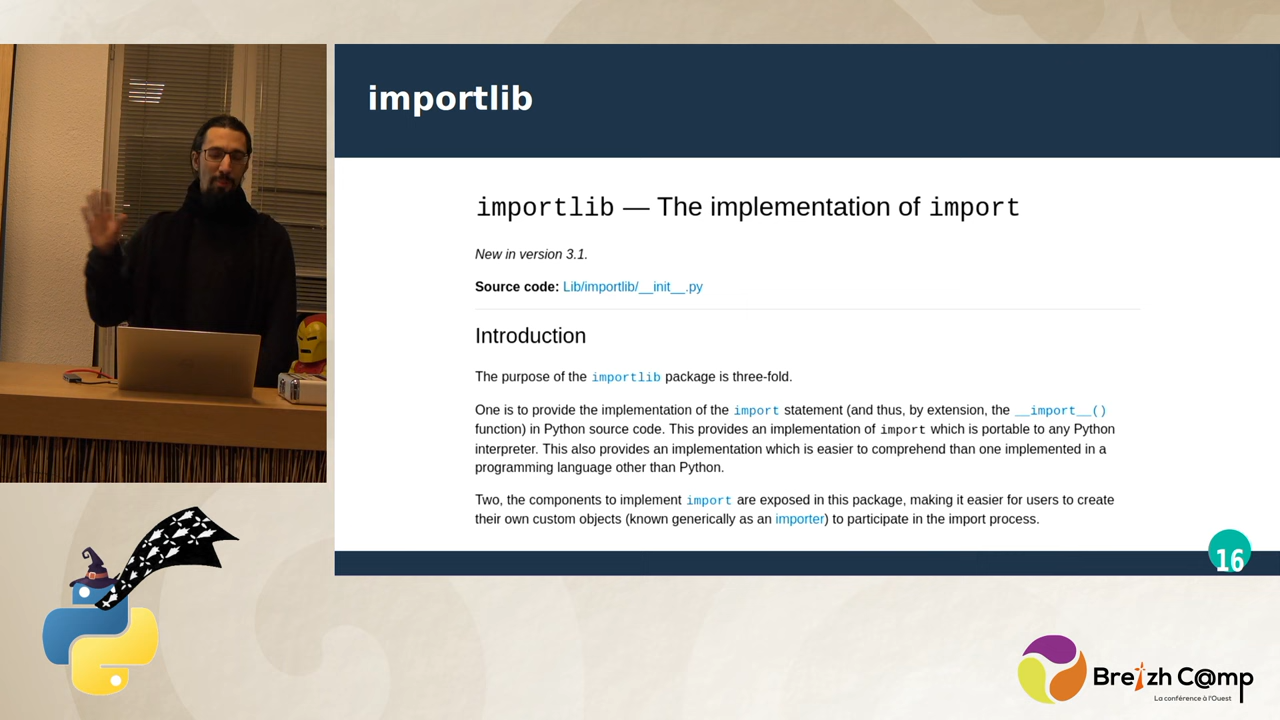 importlib
importlib — The implementation of import
New in version 3.1.
Source code: Lib/importlib/__init__.py
Introduction
The purpose of the importlib package is three-fold.
One is to provide the implementation of the import statement (and thus, by extension, the __import__()
function) in Python source code. This provides an implementation of import which is portable to any Python
interpreter. This also provides an implementation which is easier to comprehend than one implemented in a
programming language other than Python.
Two, the components to implement import are exposed in this package, making it easier for users to create
their own custom objects (known generically as an importer) to participate in the import process.
16
Breizh C@mp
La conférence à l'Ouest